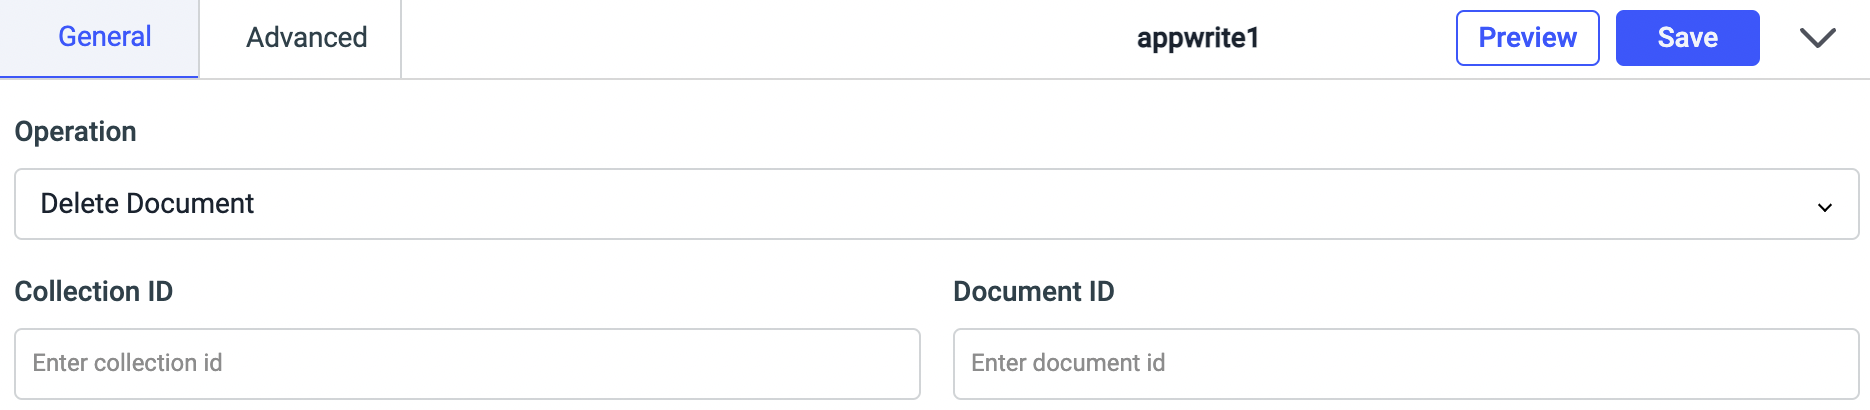 General Advanced appwrite1 Preview Save
Operation
Delete Document
Collection ID Document ID
Enter collection id Enter document id